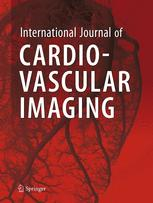 International Journal of
CARDIO-
VASCULAR
IMAGING
Springer